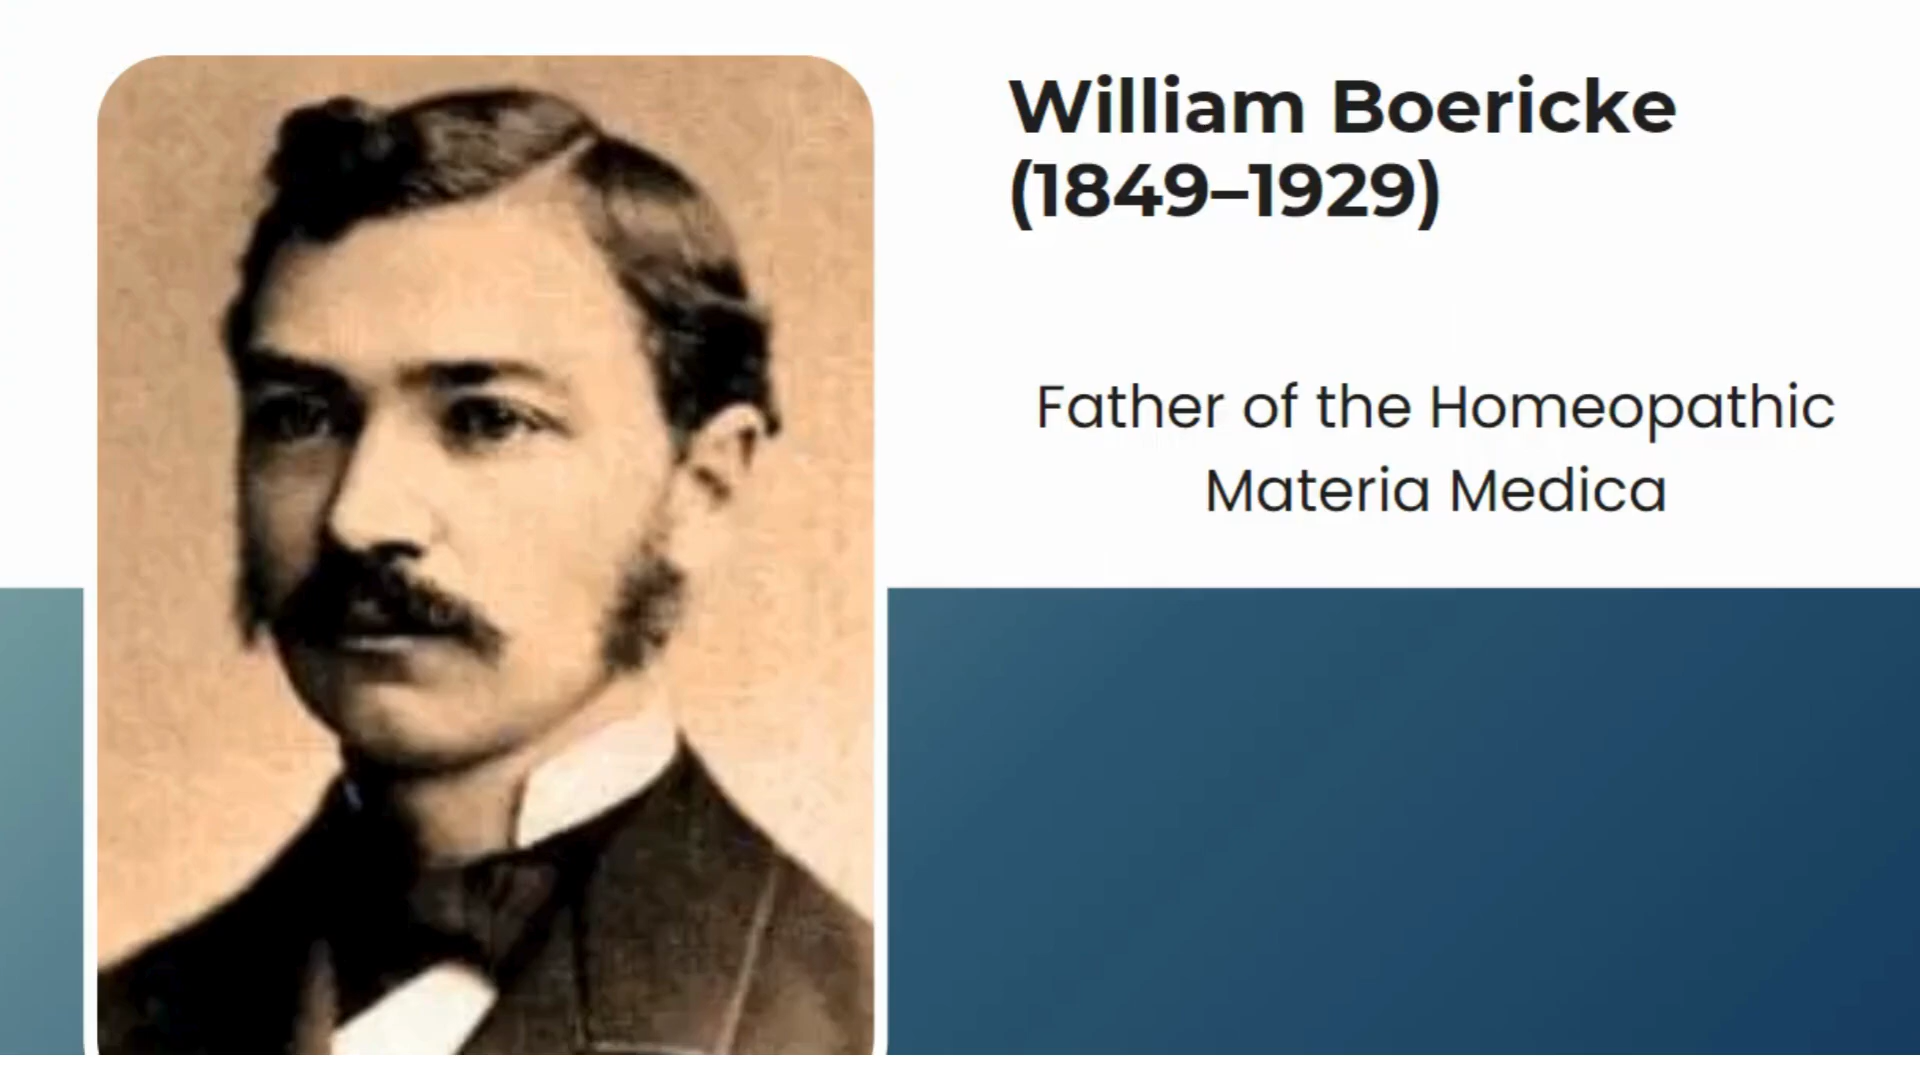 William Boericke
(1849–1929)
Father of the Homeopathic
Materia Medica